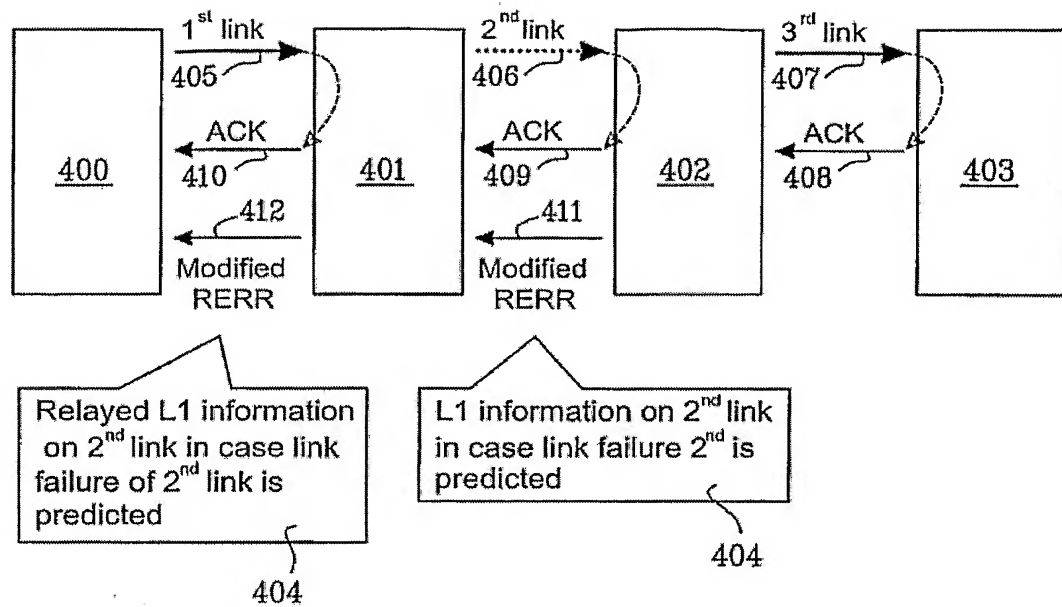 1st link
2nd link
3rd link
405
406
407
ACK
ACK
ACK
400
410
401
409
402
408
403
412
411
Modified
RERR
Modified
RERR
Relayed L1 information
on 2nd link in case link
failure of 2nd link is
predicted
L1 information on 2nd link
in case link failure 2nd is
predicted
404
404